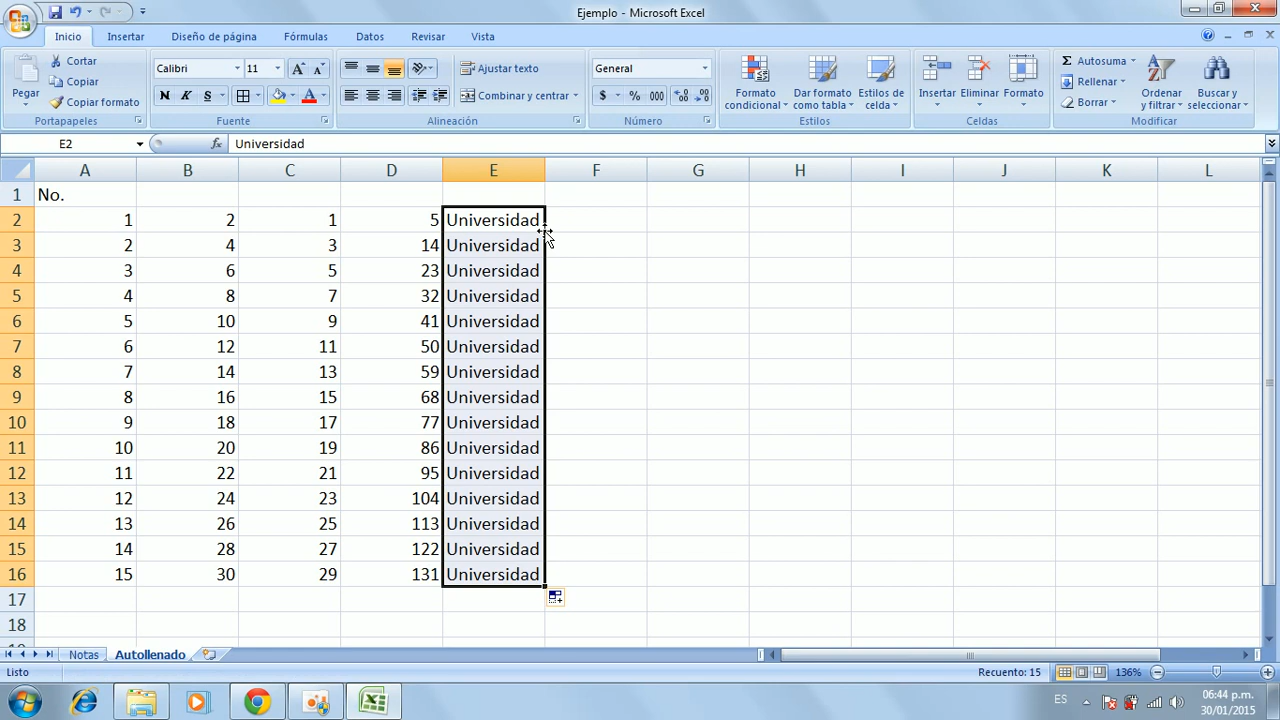 Ejemplo - Microsoft Excel
Inicio Insertar Diseño de página Fórmulas Datos Revisar Vista
Pegar
Cortar
Copiar
Copiar formato
Portapapeles
Calibri 11
N K S
Fuente
Ajustar texto
Combinar y centrar
Alineación
General
$ % 000
Número
Formato condicional
Dar formato como tabla
Estilos de celda
Estilos
Insertar Eliminar Formato
Celdas
Autosuma
Rellenar
Borrar
Ordenar y filtrar
Buscar y seleccionar
Modificar
E2 fx Universidad
A B C D E F G H I J K L
1 No.
2 1 2 1 5 Universidad
3 2 4 3 14 Universidad
4 3 6 5 23 Universidad
5 4 8 7 32 Universidad
6 5 10 9 41 Universidad
7 6 12 11 50 Universidad
8 7 14 13 59 Universidad
9 8 16 15 68 Universidad
10 9 18 17 77 Universidad
11 10 20 19 86 Universidad
12 11 22 21 95 Universidad
13 12 24 23 104 Universidad
14 13 26 25 113 Universidad
15 14 28 27 122 Universidad
16 15 30 29 131 Universidad
17
18
Notas Autollenado
Listo Recuento: 15 136%
ES 06:44 p.m.
30/01/2015